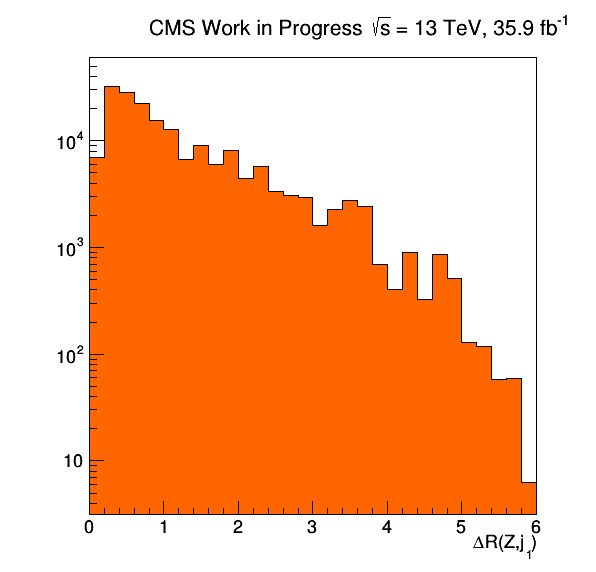 CMS Work in Progress √s = 13 TeV, 35.9 fb⁻¹
10⁴
10³
10²
10
0 1 2 3 4 5 6
ΔR(Z,j₁)